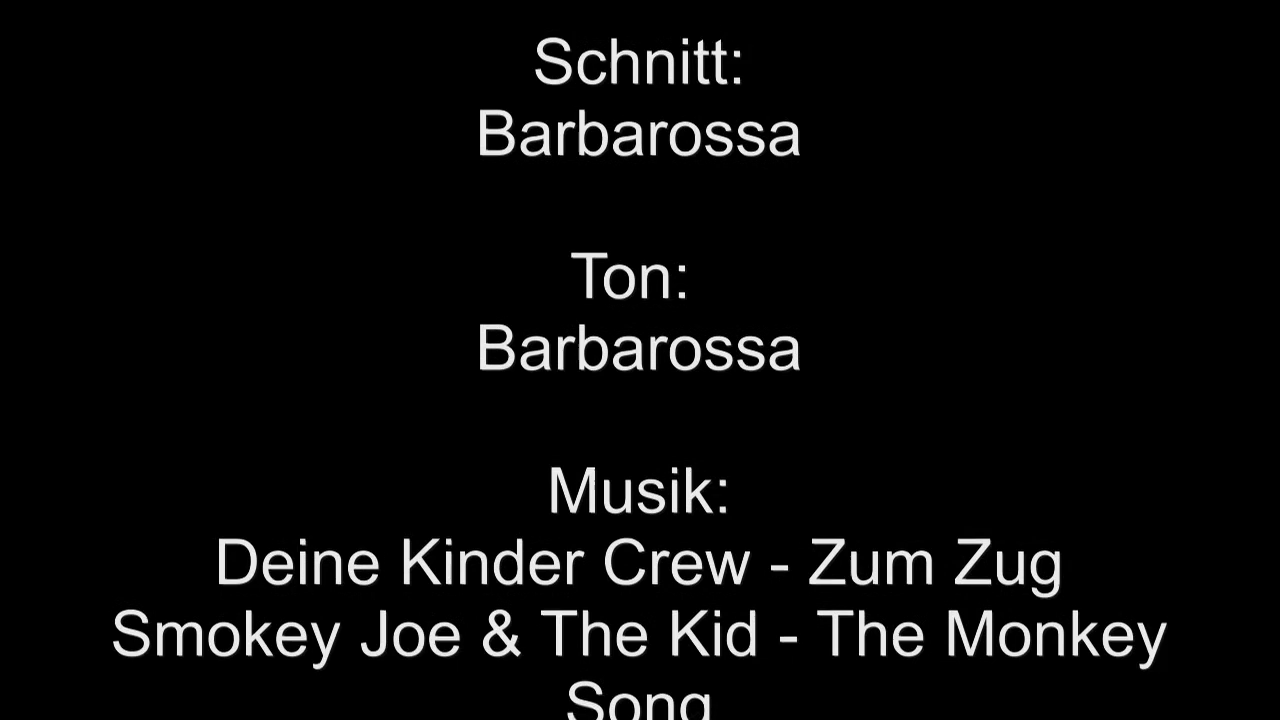 Schnitt:
Barbarossa
Ton:
Barbarossa
Musik:
Deine Kinder Crew - Zum Zug
Smokey Joe & The Kid - The Monkey
Song